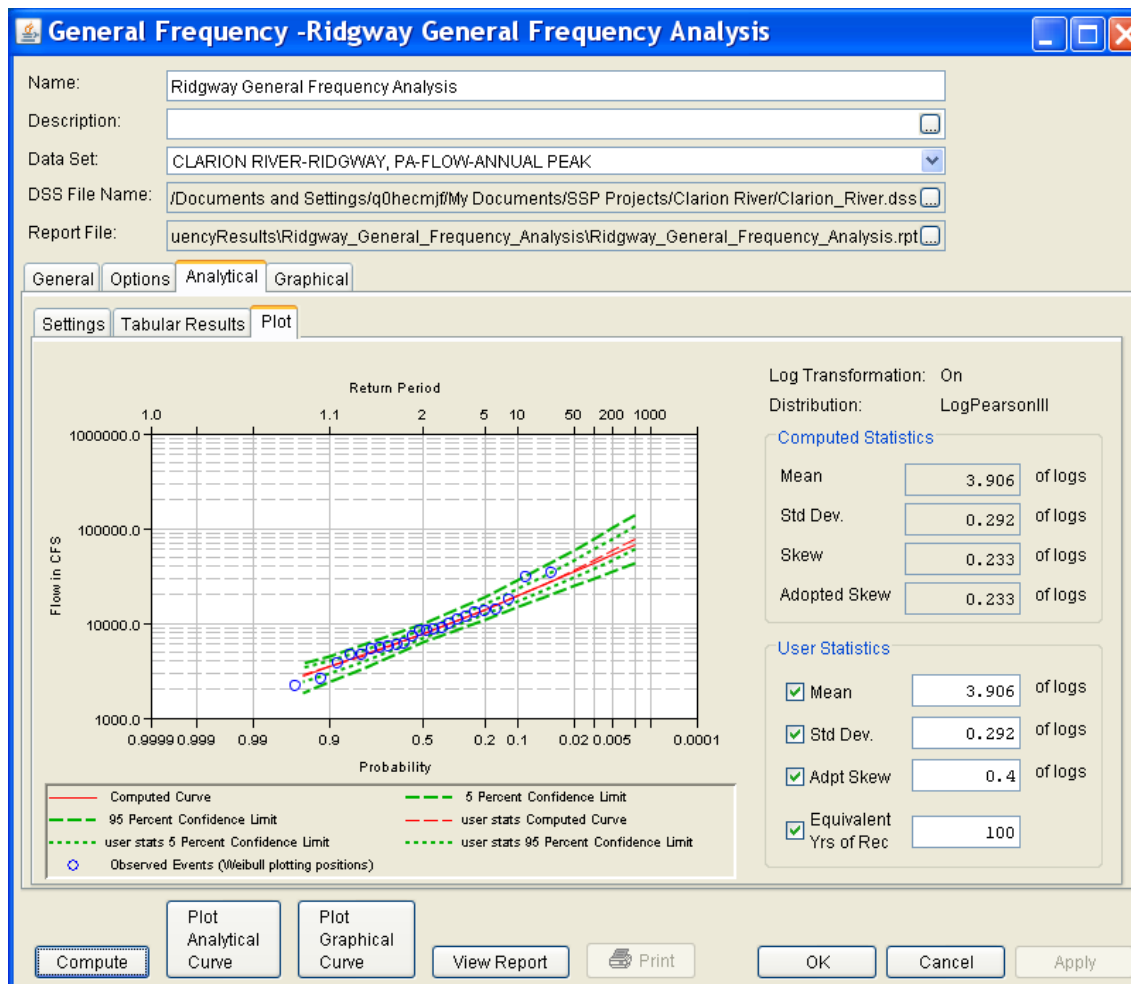 General Frequency -Ridgway General Frequency Analysis
Name: Ridgway General Frequency Analysis
Description: ...
Data Set: CLARION RIVER-RIDGWAY, PA-FLOW-ANNUAL PEAK
DSS File Name: /Documents and Settings/q0hecmjf/My Documents/SSP Projects/Clarion River/Clarion_River.dss ...
Report File: uencyResults\Ridgway_General_Frequency_Analysis\Ridgway_General_Frequency_Analysis.rpt ...
General Options Analytical Graphical
Settings Tabular Results Plot
Return Period
1.0 1.1 2 5 10 50 200 1000
1000000.0
100000.0
10000.0
1000.0
Flow in CFS
0.9999 0.999 0.99 0.9 0.5 0.2 0.1 0.02 0.005 0.0001
Probability
Computed Curve 5 Percent Confidence Limit
95 Percent Confidence Limit user stats Computed Curve
user stats 5 Percent Confidence Limit user stats 95 Percent Confidence Limit
Observed Events (Weibull plotting positions)
Log Transformation: On
Distribution: LogPearsonIII
Computed Statistics
Mean 3.906 of logs
Std Dev. 0.292 of logs
Skew 0.233 of logs
Adopted Skew 0.233 of logs
User Statistics
Mean 3.906 of logs
Std Dev. 0.292 of logs
Adpt Skew 0.4 of logs
Equivalent
Yrs of Rec 100
Compute
Plot
Analytical
Curve
Plot
Graphical
Curve
View Report
Print
OK
Cancel
Apply